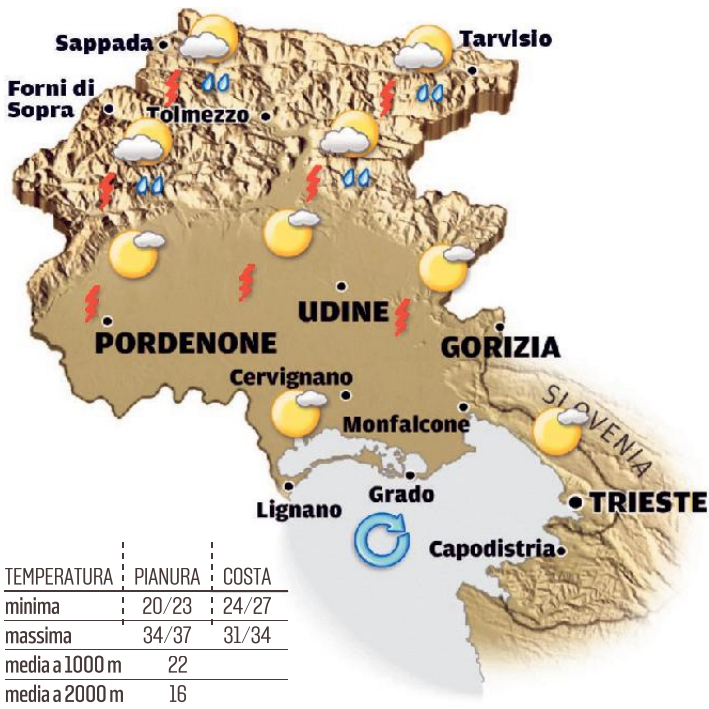 Sappada
Tarvisio
Forni di
Sopra
Tolmezzo
UDINE
PORDENONE
GORIZIA
Cervignano
SLOVENIA
Monfalcone
Lignano
Grado
TRIESTE
Capodistria
TEMPERATURA PIANURA COSTA
minima 20/23 24/27
massima 34/37 31/34
media a 1000 m 22
media a 2000 m 16